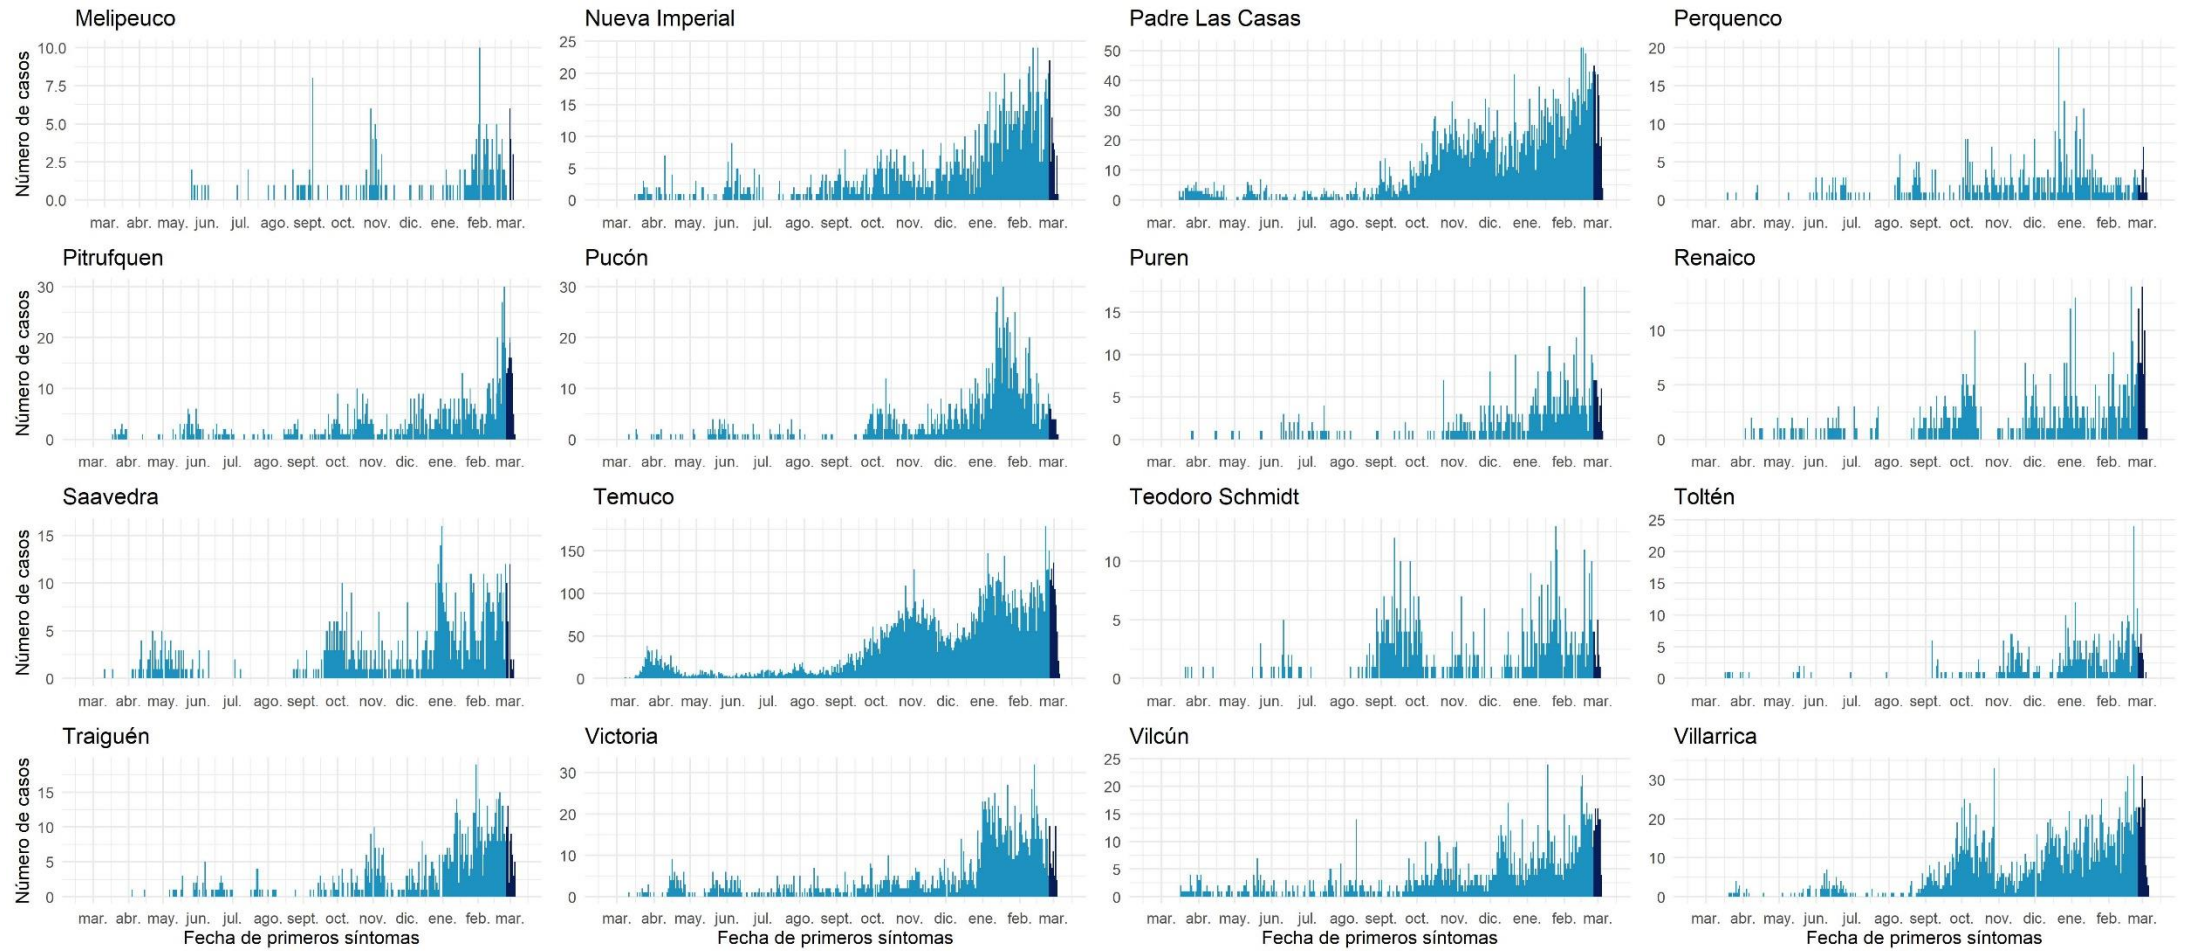 Melipeuco
Nueva Imperial
Padre Las Casas
Perquenco
Número de casos
10.0
7.5
5.0
2.5
0.0
25
20
15
10
5
0
50
40
30
20
10
0
20
15
10
5
0
mar. abr. may. jun. jul. ago. sept. oct. nov. dic. ene. feb. mar.
mar. abr. may. jun. jul. ago. sept. oct. nov. dic. ene. feb. mar.
mar. abr. may. jun. jul. ago. sept. oct. nov. dic. ene. feb. mar.
mar. abr. may. jun. jul. ago. sept. oct. nov. dic. ene. feb. mar.
Pitrufquen
Pucón
Puren
Renaico
Número de casos
30
20
10
0
30
20
10
0
15
10
5
0
10
5
0
mar. abr. may. jun. jul. ago. sept. oct. nov. dic. ene. feb. mar.
mar. abr. may. jun. jul. ago. sept. oct. nov. dic. ene. feb. mar.
mar. abr. may. jun. jul. ago. sept. oct. nov. dic. ene. feb. mar.
mar. abr. may. jun. jul. ago. sept. oct. nov. dic. ene. feb. mar.
Saavedra
Temuco
Teodoro Schmidt
Toltén
Número de casos
15
10
5
0
150
100
50
0
10
5
0
25
20
15
10
5
0
mar. abr. may. jun. jul. ago. sept. oct. nov. dic. ene. feb. mar.
mar. abr. may. jun. jul. ago. sept. oct. nov. dic. ene. feb. mar.
mar. abr. may. jun. jul. ago. sept. oct. nov. dic. ene. feb. mar.
mar. abr. may. jun. jul. ago. sept. oct. nov. dic. ene. feb. mar.
Traiguén
Victoria
Vilcún
Villarrica
Número de casos
15
10
5
0
30
20
10
0
25
20
15
10
5
0
30
20
10
0
mar. abr. may. jun. jul. ago. sept. oct. nov. dic. ene. feb. mar.
mar. abr. may. jun. jul. ago. sept. oct. nov. dic. ene. feb. mar.
mar. abr. may. jun. jul. ago. sept. oct. nov. dic. ene. feb. mar.
mar. abr. may. jun. jul. ago. sept. oct. nov. dic. ene. feb. mar.
Fecha de primeros síntomas
Fecha de primeros síntomas
Fecha de primeros síntomas
Fecha de primeros síntomas